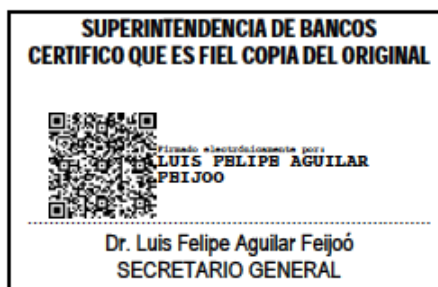 SUPERINTENDENCIA DE BANCOS
CERTIFICO QUE ES FIEL COPIA DEL ORIGINAL
Firmado electrónicamente por:
LUIS FELIPE AGUILAR
FEIJOO
Dr. Luis Felipe Aguilar Feijoó
SECRETARIO GENERAL